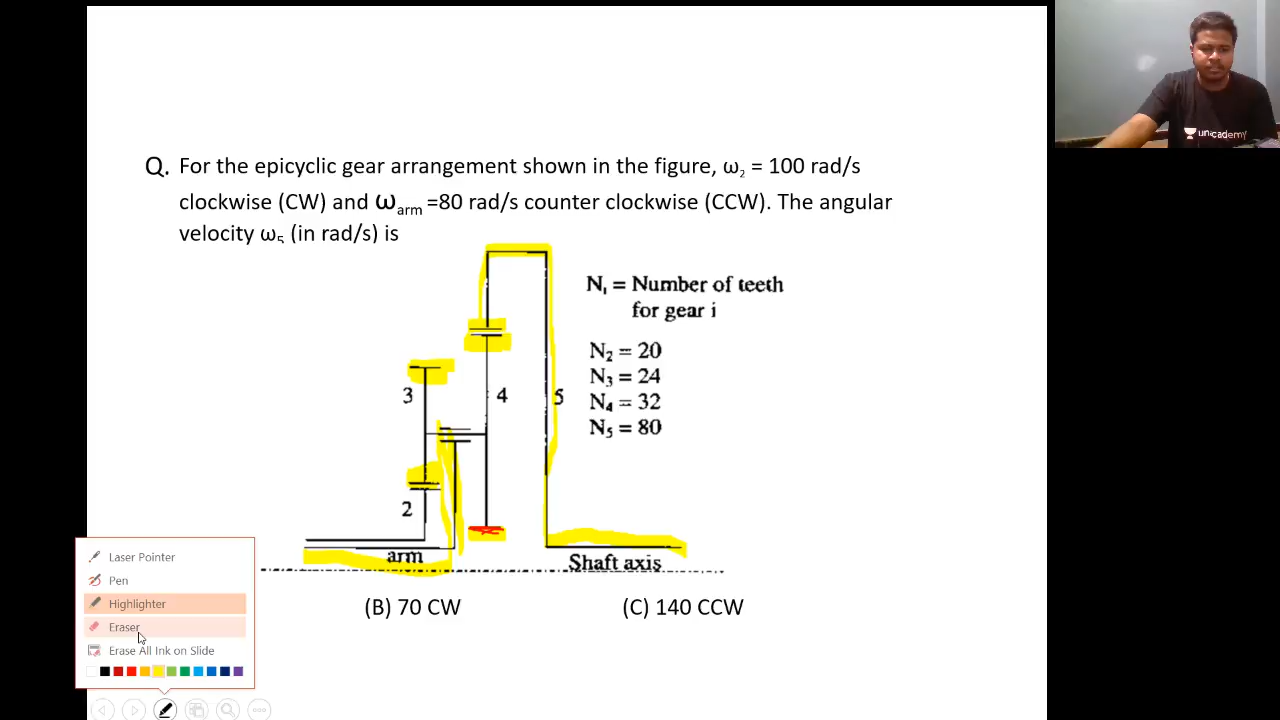 Q. For the epicyclic gear arrangement shown in the figure, ω₂ = 100 rad/s
clockwise (CW) and ω_arm =80 rad/s counter clockwise (CCW). The angular
velocity ω₅ (in rad/s) is
N₁ = Number of teeth
for gear i
N₂ = 20
N₃ = 24
N₄ = 32
N₅ = 80
3
4
5
2
arm
Shaft axis
(B) 70 CW
(C) 140 CCW
Laser Pointer
Pen
Highlighter
Eraser
Erase All Ink on Slide
unacademy